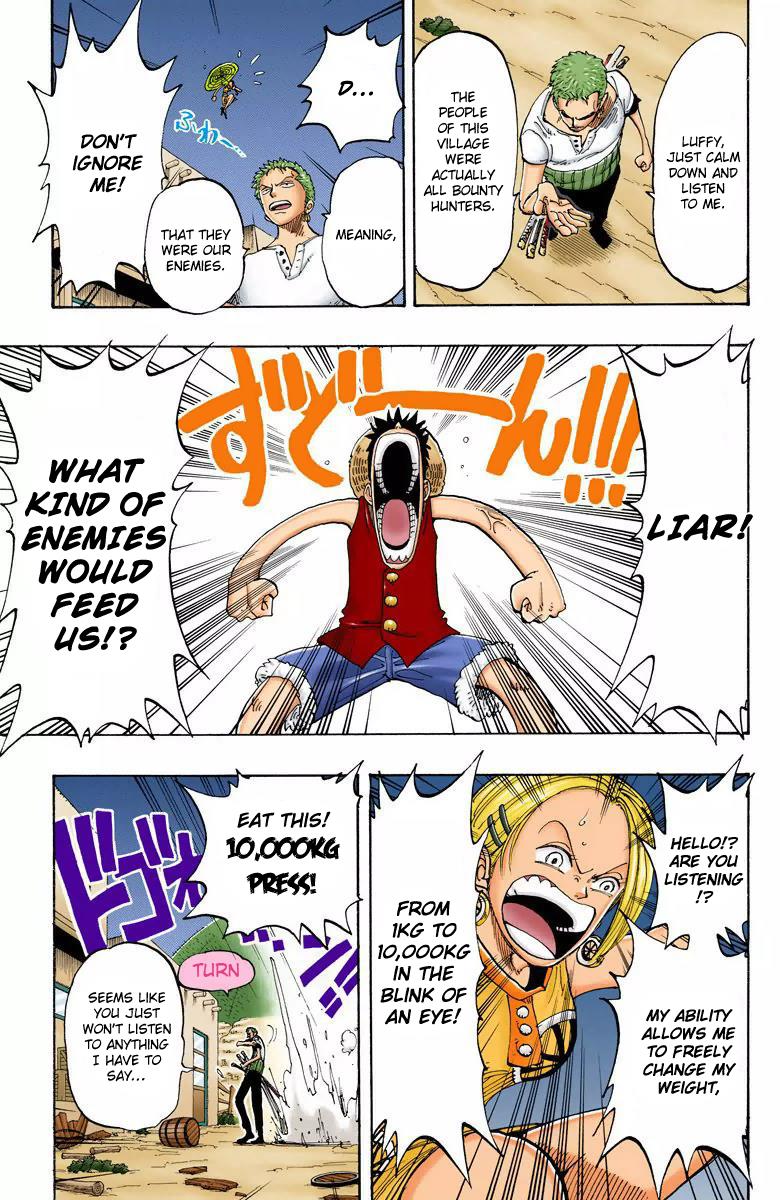 LUFFY,
JUST CALM
DOWN AND
LISTEN
TO ME.
THE
PEOPLE
OF THIS
VILLAGE
WERE
ACTUALLY
ALL BOUNTY
HUNTERS.
D...
DON'T
IGNORE
ME!
ふわー...
MEANING,
THAT THEY
WERE OUR
ENEMIES.
LIAR!
ずどーん!!!
WHAT
KIND OF
ENEMIES
WOULD
FEED
US!?
HELLO!?
ARE YOU
LISTENING
!?
MY ABILITY
ALLOWS ME
TO FREELY
CHANGE MY
WEIGHT,
FROM
1KG TO
10,000KG
IN THE
BLINK OF
AN EYE!
EAT THIS!
10,000KG
PRESS!
TURN
SEEMS LIKE
YOU JUST
WON'T LISTEN
TO ANYTHING
I HAVE TO
SAY...